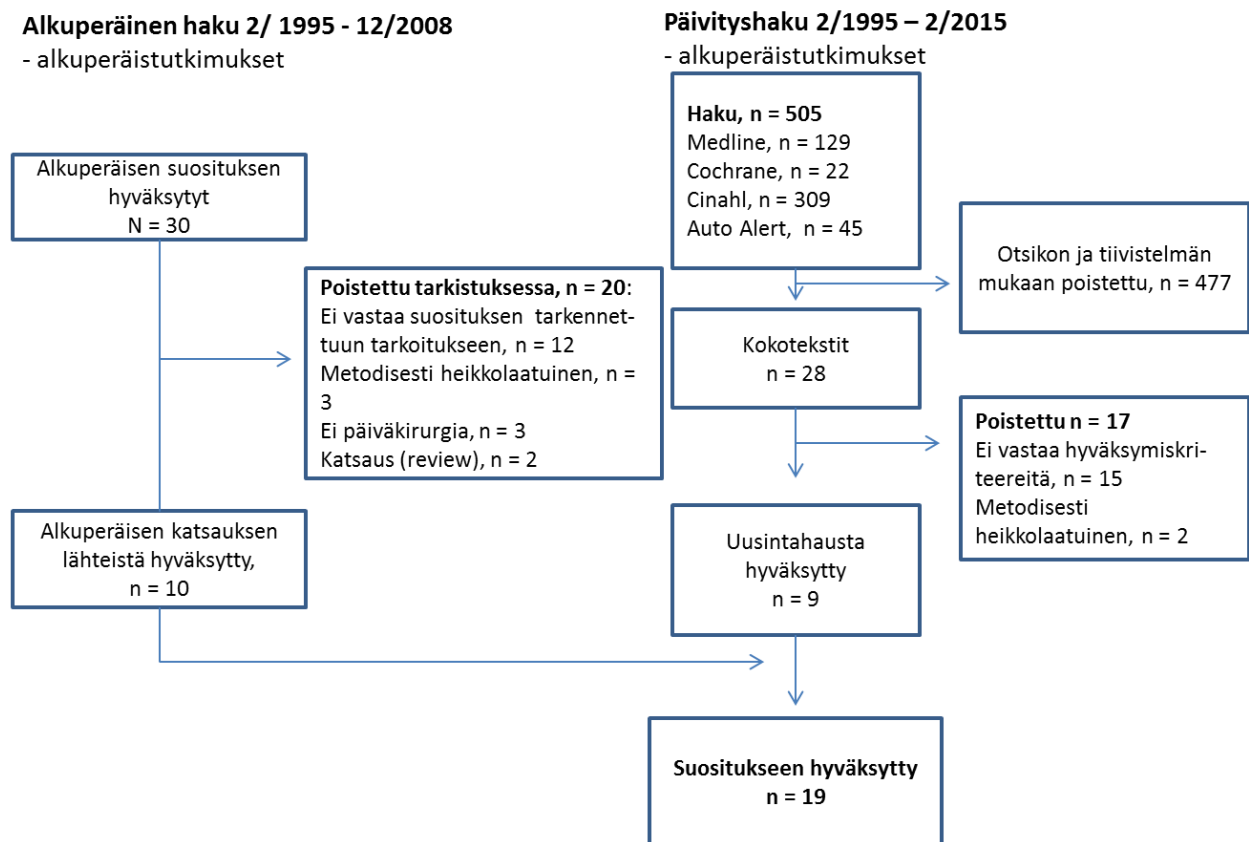 Alkuperäinen haku 2/ 1995 - 12/2008
- alkuperäistutkimukset
Alkuperäisen suosituksen
hyväksytyt
N = 30
Poistettu tarkistuksessa, n = 20:
Ei vastaa suosituksen tarkennet-
tuun tarkoitukseen, n = 12
Metodisesti heikkolaatuinen, n =
3
Ei päiväkirurgia, n = 3
Katsaus (review), n = 2
Alkuperäisen katsauksen
lähteistä hyväksytty,
n = 10
Päivityshaku 2/1995 – 2/2015
- alkuperäistutkimukset
Haku, n = 505
Medline, n = 129
Cochrane, n = 22
Cinahl, n = 309
Auto Alert, n = 45
Otsikon ja tiivistelmän
mukaan poistettu, n = 477
Kokotekstit
n = 28
Poistettu n = 17
Ei vastaa hyväksymiskri-
teereitä, n = 15
Metodisesti
heikkolaatuinen, n = 2
Uusintahausta
hyväksytty
n = 9
Suositukseen hyväksytty
n = 19